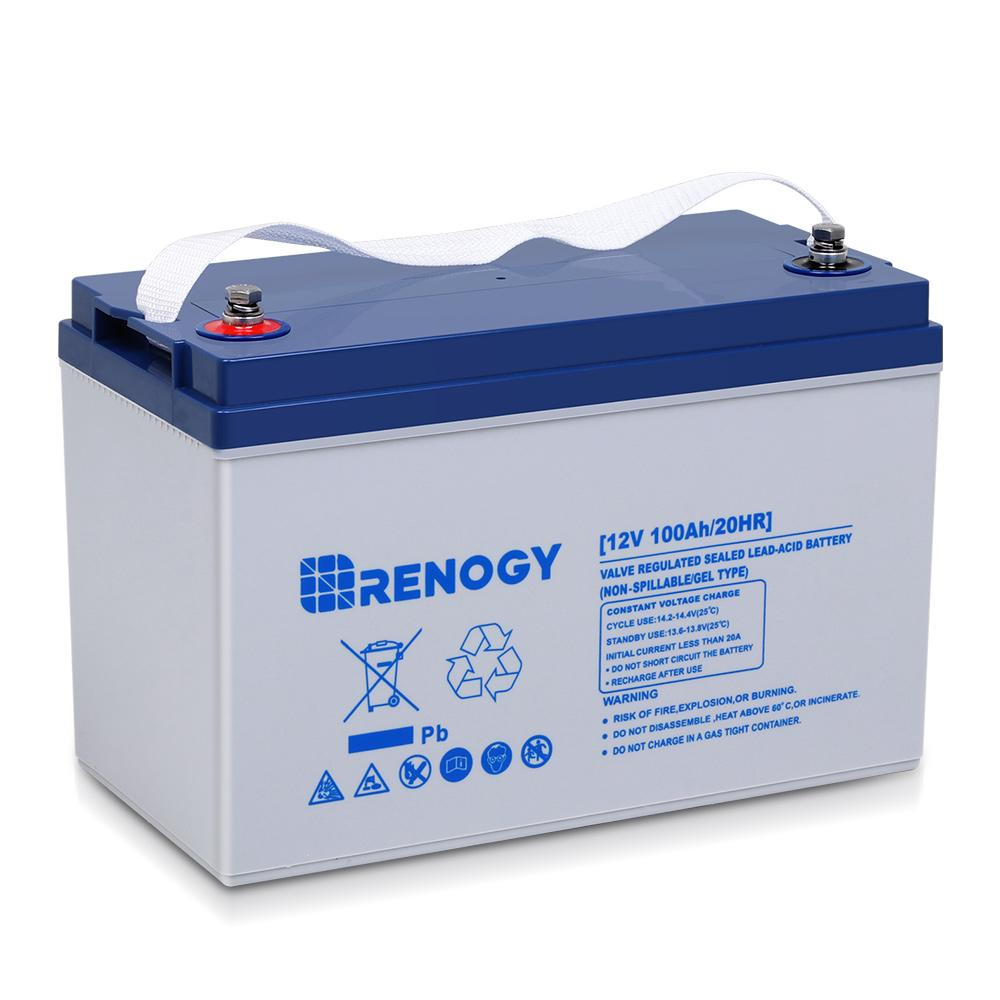 RENOGY
Pb
[12V 100Ah/20HR]
VALVE REGULATED SEALED LEAD-ACID BATTERY
(NON-SPILLABLE/GEL TYPE)
CONSTANT VOLTAGE CHARGE
CYCLE USE:14.2-14.4V(25℃)
STANDBY USE:13.6-13.8V(25℃)
INITIAL CURRENT LESS THAN 20A
• DO NOT SHORT CIRCUIT THE BATTERY
• RECHARGE AFTER USE
WARNING
• RISK OF FIRE,EXPLOSION,OR BURNING.
• DO NOT DISASSEMBLE ,HEAT ABOVE 60℃,OR INCINERATE.
• DO NOT CHARGE IN A GAS TIGHT CONTAINER.